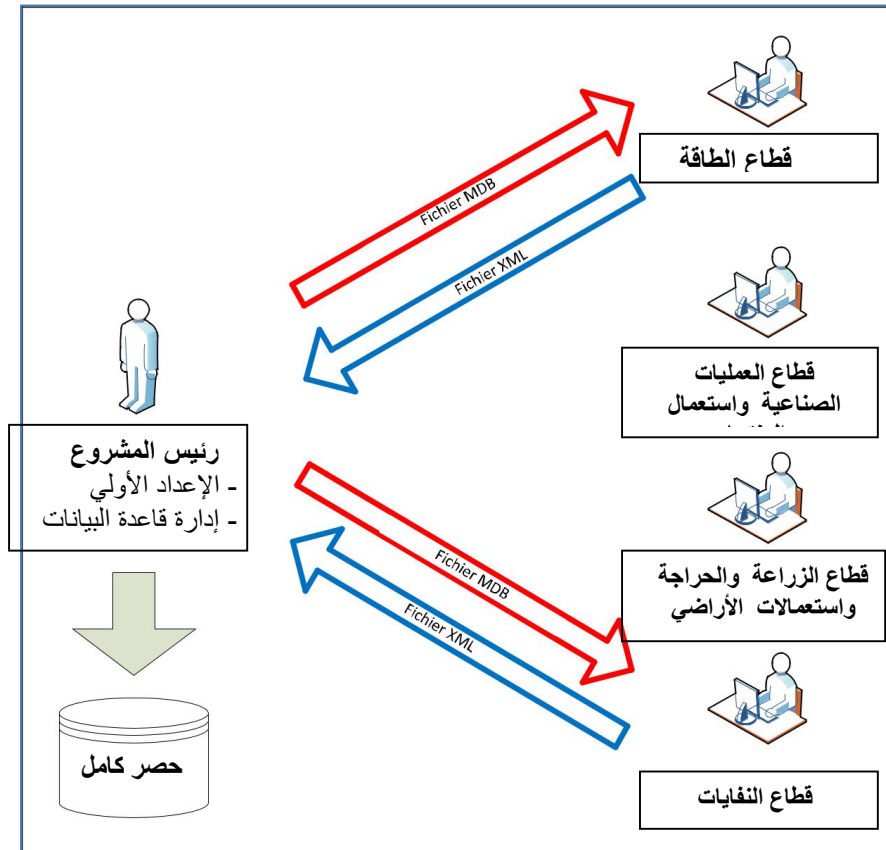 قطاع الطاقة
Fichier MDB
Fichier XML
قطاع العمليات
الصناعية واستعمال
رئيس المشروع
- الإعداد الأولي
- إدارة قاعدة البيانات
Fichier MDB
Fichier XML
قطاع الزراعة والحراجة
واستعمالات الأراضي
حصر كامل
قطاع النفايات